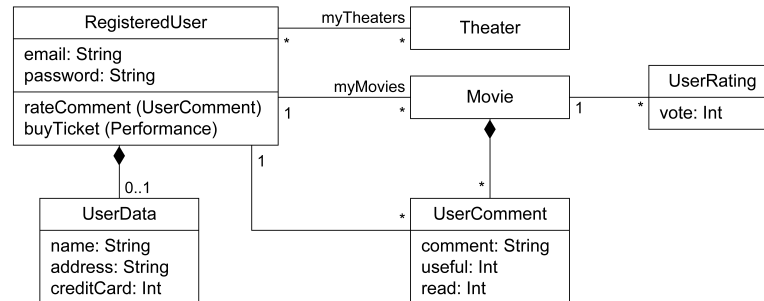 RegisteredUser
email: String
password: String
rateComment (UserComment)
buyTicket (Performance)
myTheaters
*
*
Theater
myMovies
1
*
Movie
1
*
UserRating
vote: Int
1
0..1
*
*
UserData
name: String
address: String
creditCard: Int
UserComment
comment: String
useful: Int
read: Int